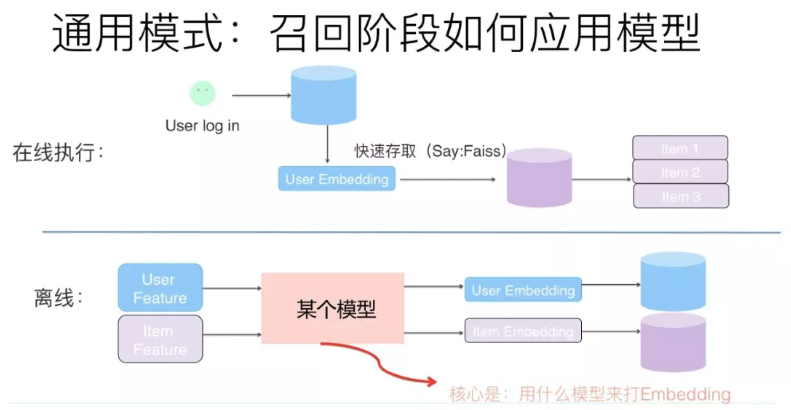 通用模式：召回阶段如何应用模型
User log in
在线执行：
快速存取（Say:Faiss）
User Embedding
Item 1
Item 2
Item 3
离线：
User
Feature
Item
Feature
某个模型
User Embedding
Item Embedding
核心是：用什么模型来打Embedding